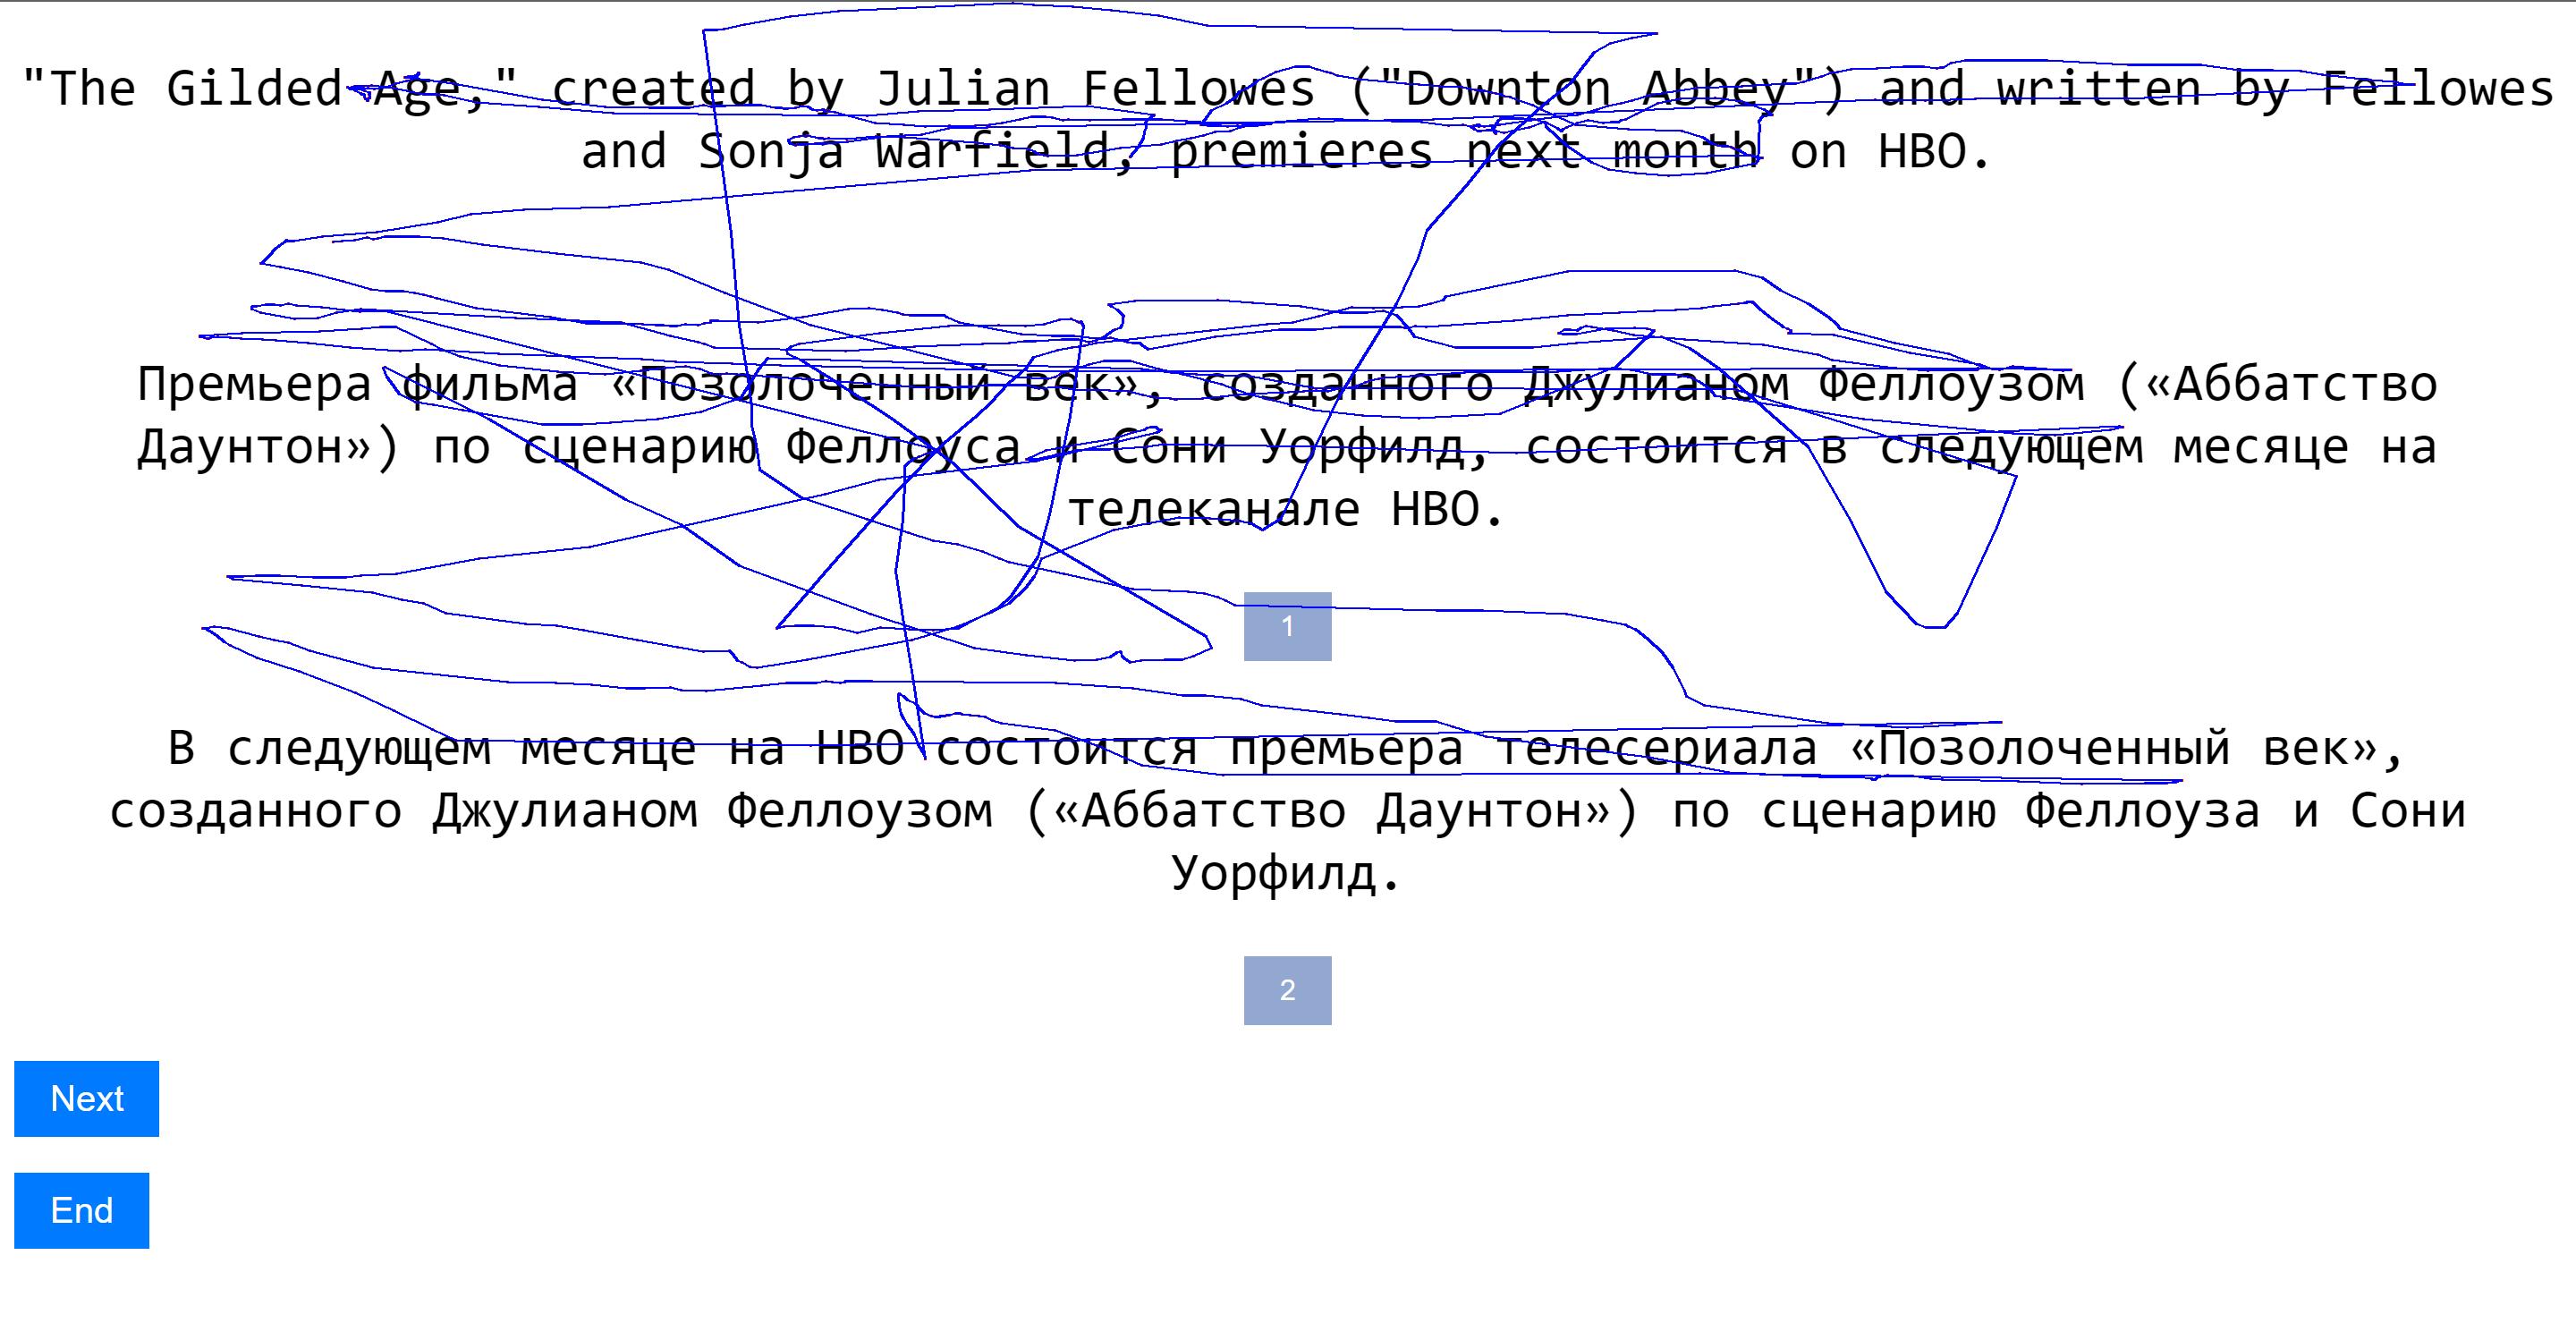 "The Gilded Age," created by Julian Fellowes ("Downton Abbey") and written by Fellowes
and Sonja Warfield, premieres next month on HBO.
Премьера фильма «Позолоченный век», созданного Джулианом Феллоузом («Аббатство
Даунтон») по сценарию Феллоуса и Сони Уорфилд, состоится в следующем месяце на
телеканале HBO.
1
В следующем месяце на HBO состоится премьера телесериала «Позолоченный век»,
созданного Джулианом Феллоузом («Аббатство Даунтон») по сценарию Феллоуза и Сони
Уорфилд.
2
Next
End